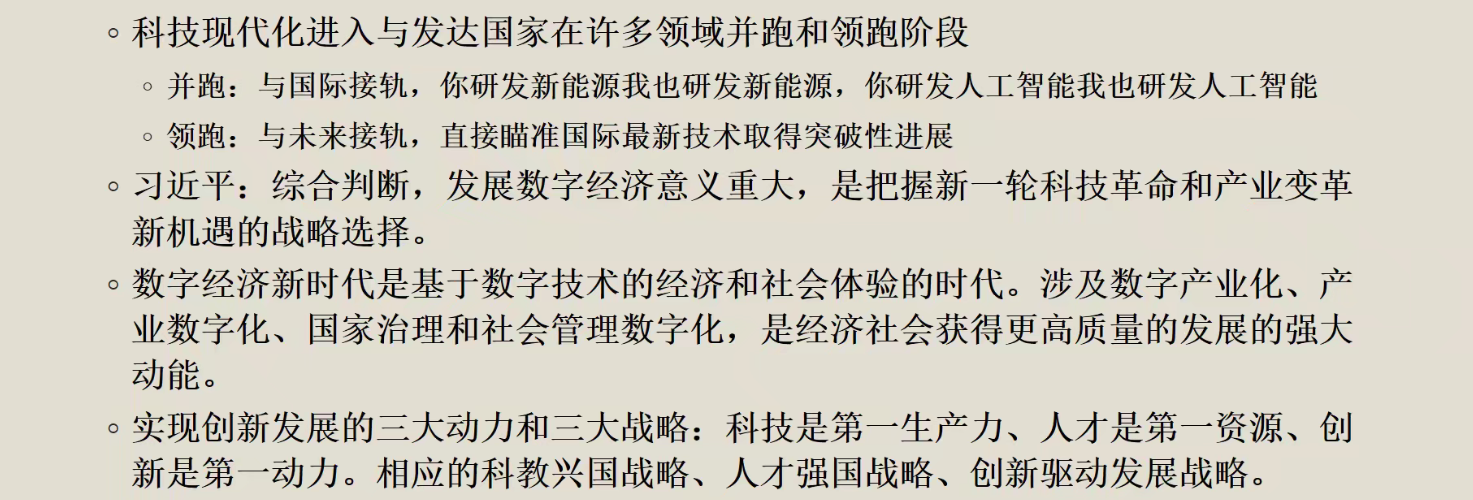 ◦ 科技现代化进入与发达国家在许多领域并跑和领跑阶段
◦ 并跑：与国际接轨，你研发新能源我也研发新能源，你研发人工智能我也研发人工智能
◦ 领跑：与未来接轨，直接瞄准国际最新技术取得突破性进展
◦ 习近平：综合判断，发展数字经济意义重大，是把握新一轮科技革命和产业变革
新机遇的战略选择。
◦ 数字经济新时代是基于数字技术的经济和社会体验的时代。涉及数字产业化、产
业数字化、国家治理和社会管理数字化，是经济社会获得更高质量的发展的强大
动能。
◦ 实现创新发展的三大动力和三大战略：科技是第一生产力、人才是第一资源、创
新是第一动力。相应的科教兴国战略、人才强国战略、创新驱动发展战略。